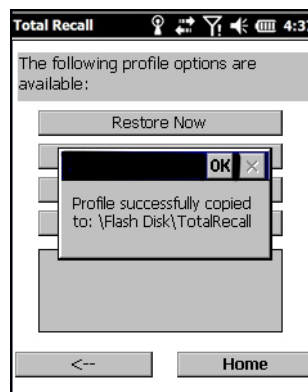 Total Recall 4:3
The following profile options are
available:
Restore Now
OK
Profile successfully copied
to: \Flash Disk\TotalRecall
<--
Home